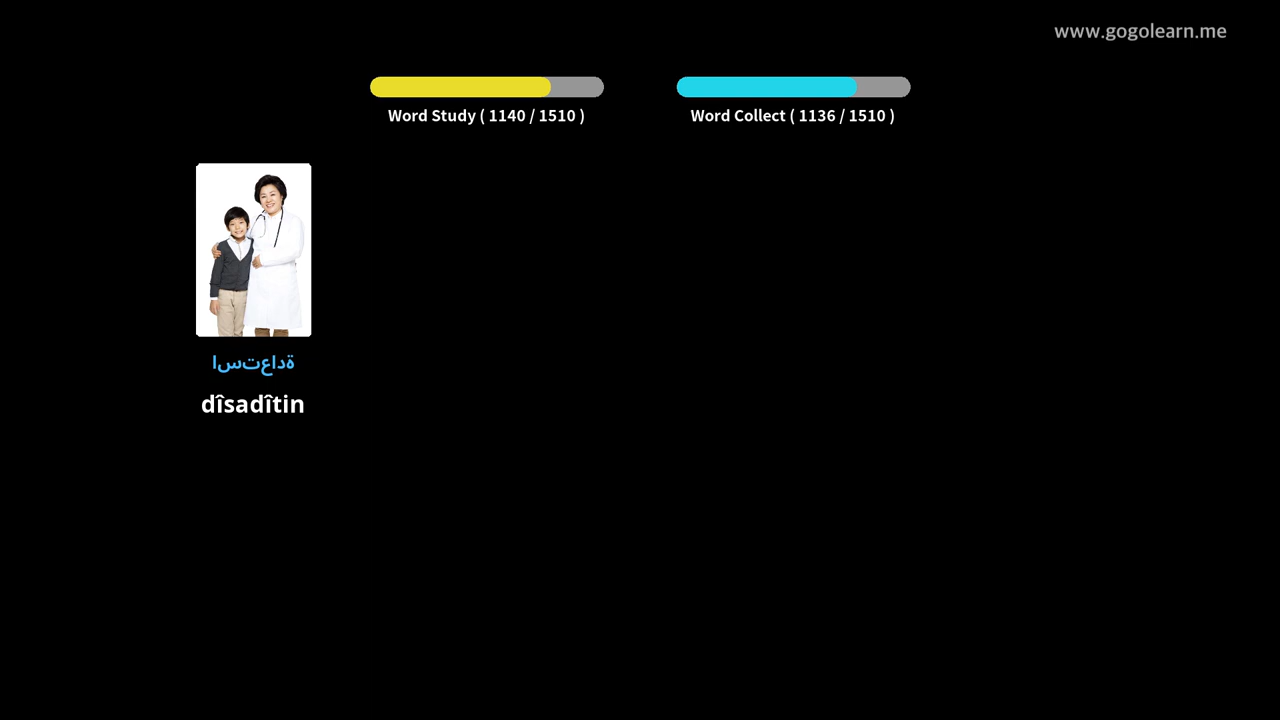 www.gogolearn.me
Word Study ( 1140 / 1510 )
Word Collect ( 1136 / 1510 )
استعادة
dîsadîtin